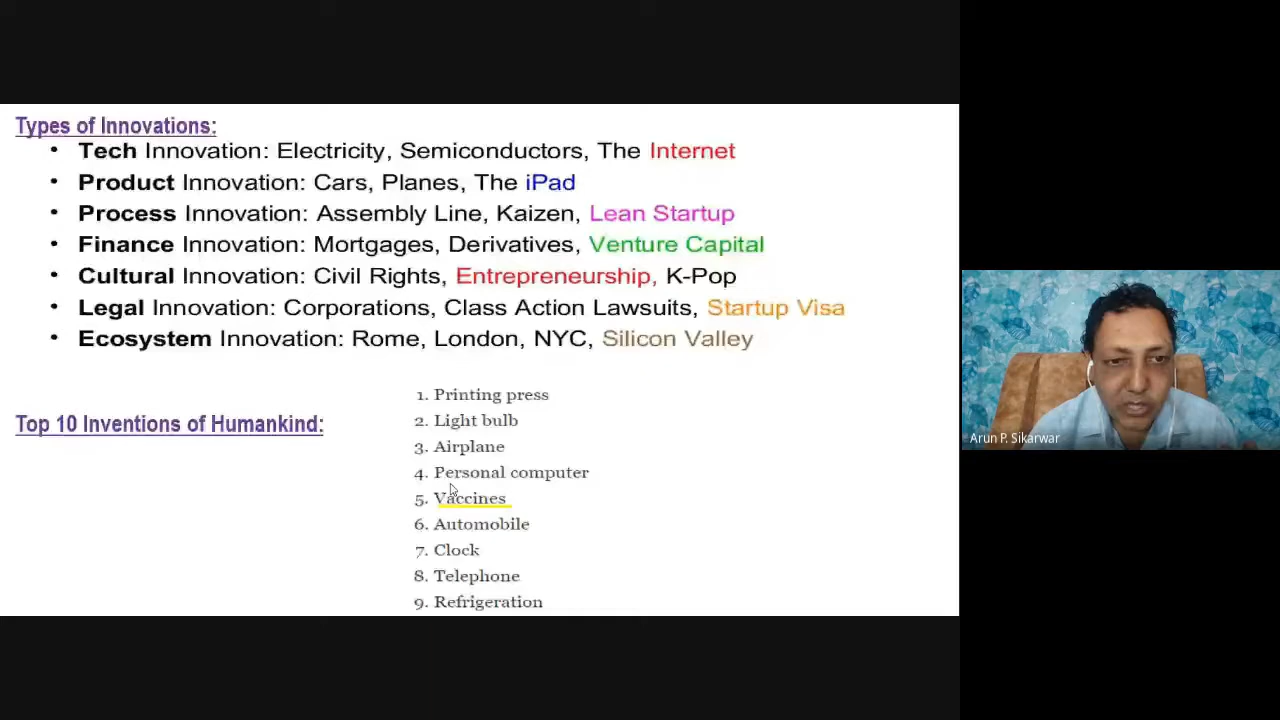 Types of Innovations:
• Tech Innovation: Electricity, Semiconductors, The Internet
• Product Innovation: Cars, Planes, The iPad
• Process Innovation: Assembly Line, Kaizen, Lean Startup
• Finance Innovation: Mortgages, Derivatives, Venture Capital
• Cultural Innovation: Civil Rights, Entrepreneurship, K-Pop
• Legal Innovation: Corporations, Class Action Lawsuits, Startup Visa
• Ecosystem Innovation: Rome, London, NYC, Silicon Valley
Top 10 Inventions of Humankind:
1. Printing press
2. Light bulb
3. Airplane
4. Personal computer
5. Vaccines
6. Automobile
7. Clock
8. Telephone
9. Refrigeration
Arun P. Sikarwar